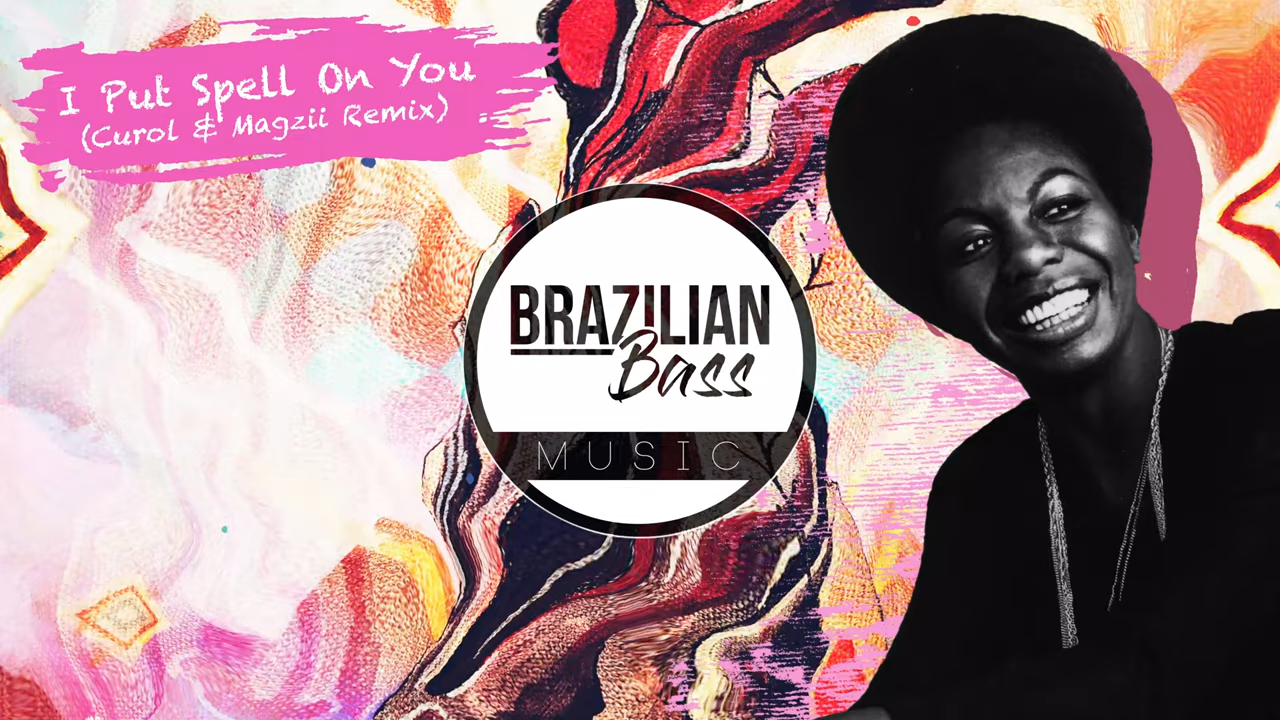 I Put Spell On You
(Curol & Magzii Remix)
BRAZILIAN
Bass
MUSIC